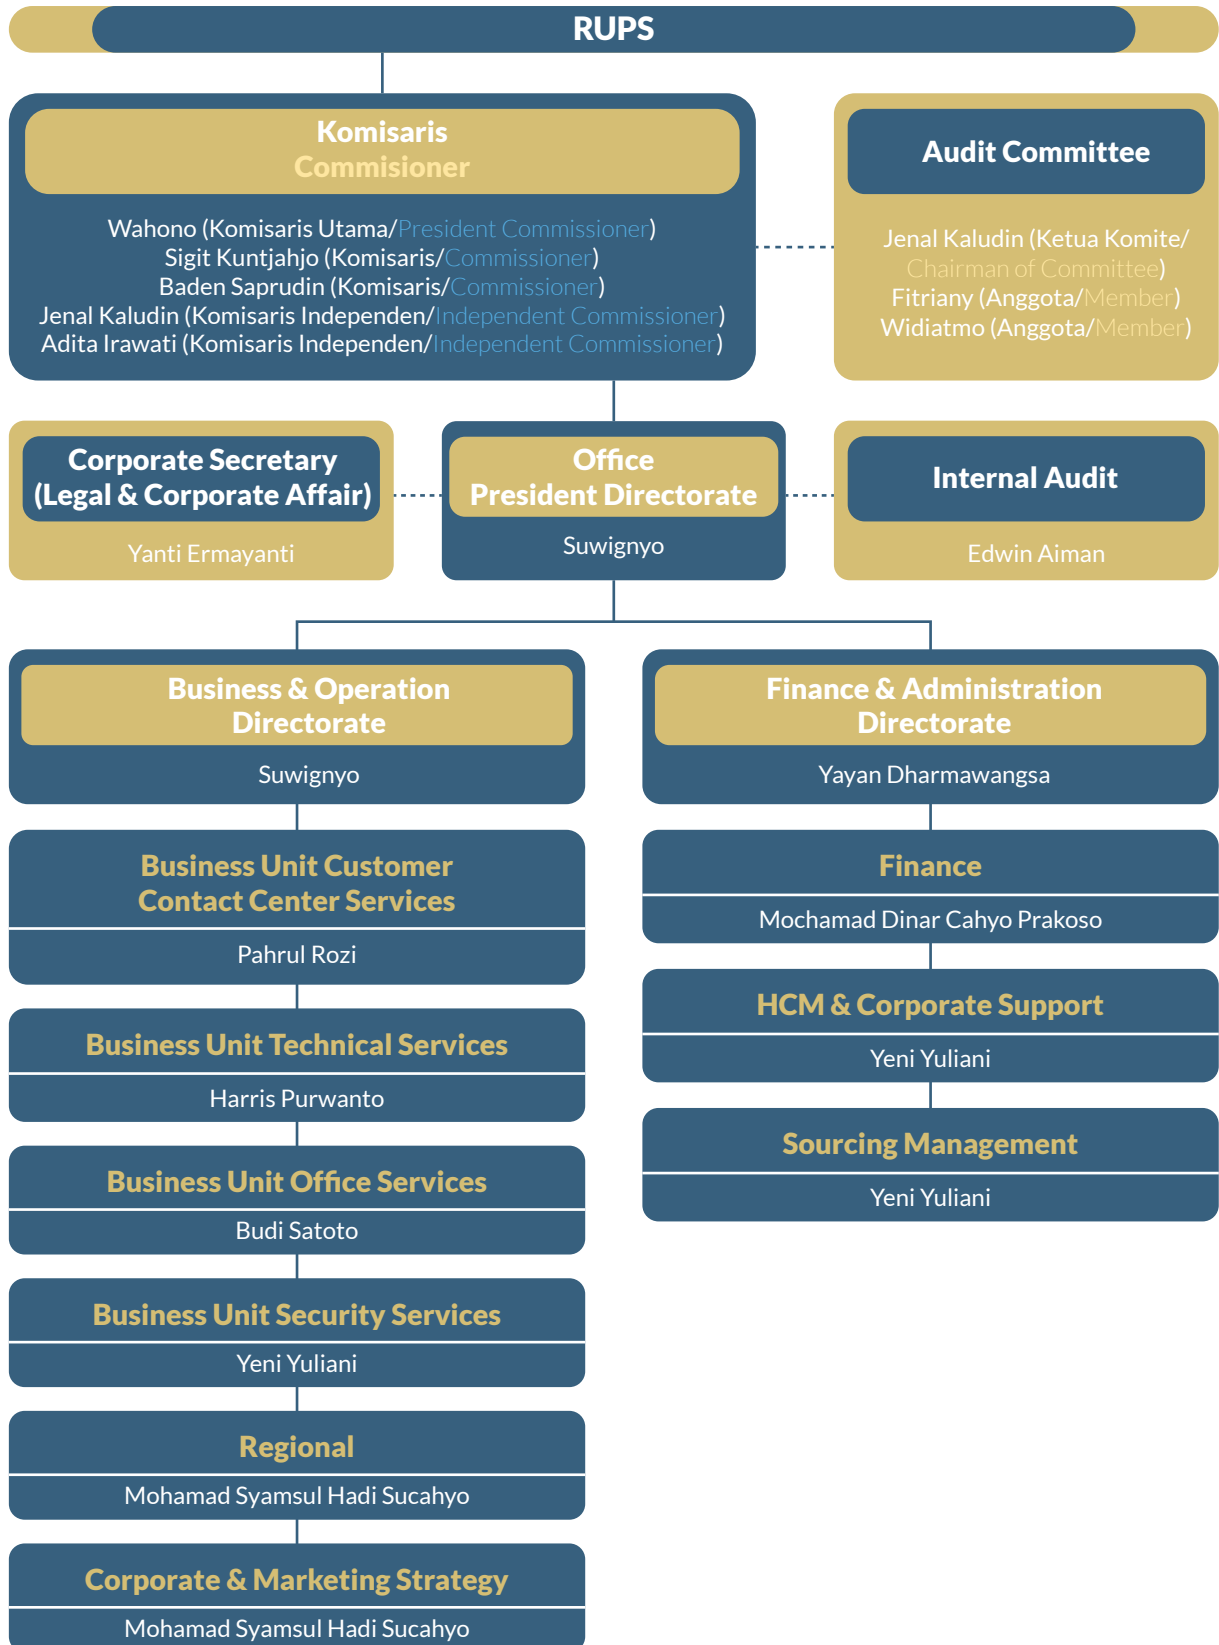 RUPS
Komisaris
Commisioner
Wahono (Komisaris Utama/President Commissioner)
Sigit Kuntjahjo (Komisaris/Commissioner)
Baden Saprudin (Komisaris/Commissioner)
Jenal Kaludin (Komisaris Independen/Independent Commissioner)
Adita Irawati (Komisaris Independen/Independent Commissioner)
Audit Committee
Jenal Kaludin (Ketua Komite/
Chairman of Committee)
Fitriany (Anggota/Member)
Widiatmo (Anggota/Member)
Corporate Secretary
(Legal & Corporate Affair)
Yanti Ermayanti
Office
President Directorate
Suwignyo
Internal Audit
Edwin Aiman
Business & Operation
Directorate
Suwignyo
Business Unit Customer
Contact Center Services
Pahrul Rozi
Business Unit Technical Services
Harris Purwanto
Business Unit Office Services
Budi Satoto
Business Unit Security Services
Yeni Yuliani
Regional
Mohamad Syamsul Hadi Sucahyo
Corporate & Marketing Strategy
Mohamad Syamsul Hadi Sucahyo
Finance & Administration
Directorate
Yayan Dharmawangsa
Finance
Mochamad Dinar Cahyo Prakoso
HCM & Corporate Support
Yeni Yuliani
Sourcing Management
Yeni Yuliani